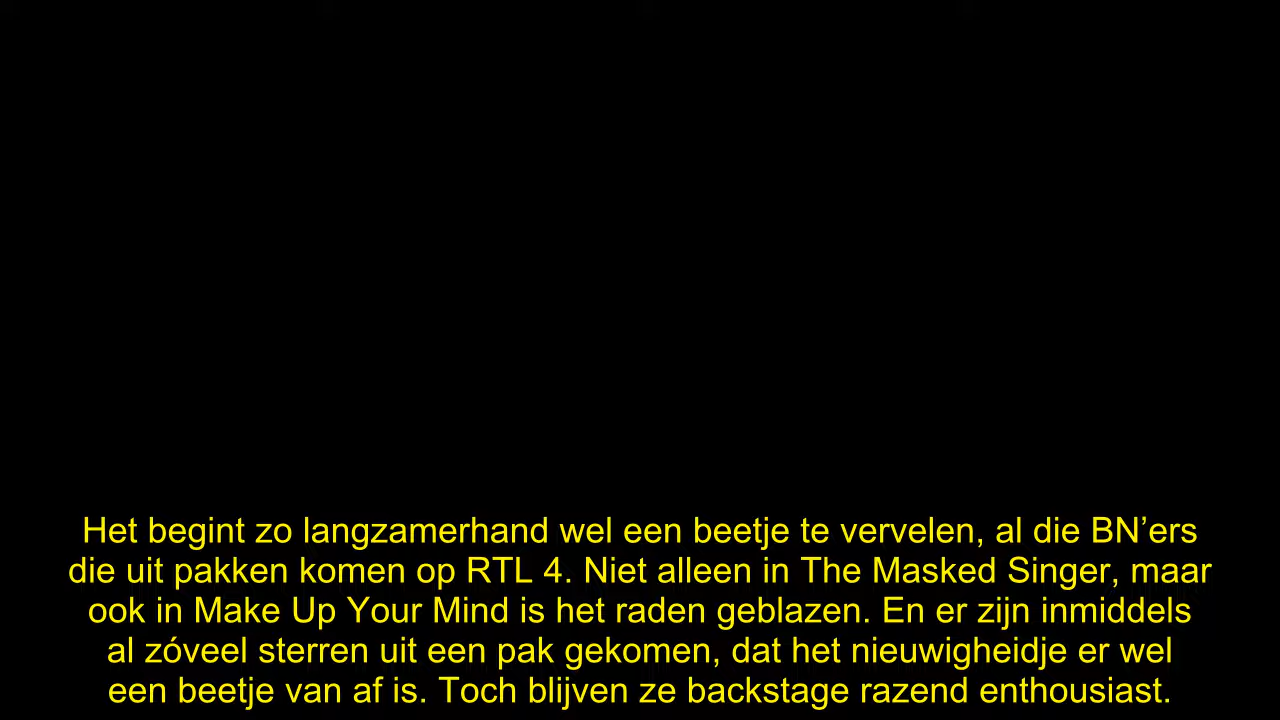 Het begint zo langzamerhand wel een beetje te vervelen, al die BN’ers
die uit pakken komen op RTL 4. Niet alleen in The Masked Singer, maar
ook in Make Up Your Mind is het raden geblazen. En er zijn inmiddels
al zóveel sterren uit een pak gekomen, dat het nieuwigheidje er wel
een beetje van af is. Toch blijven ze backstage razend enthousiast.